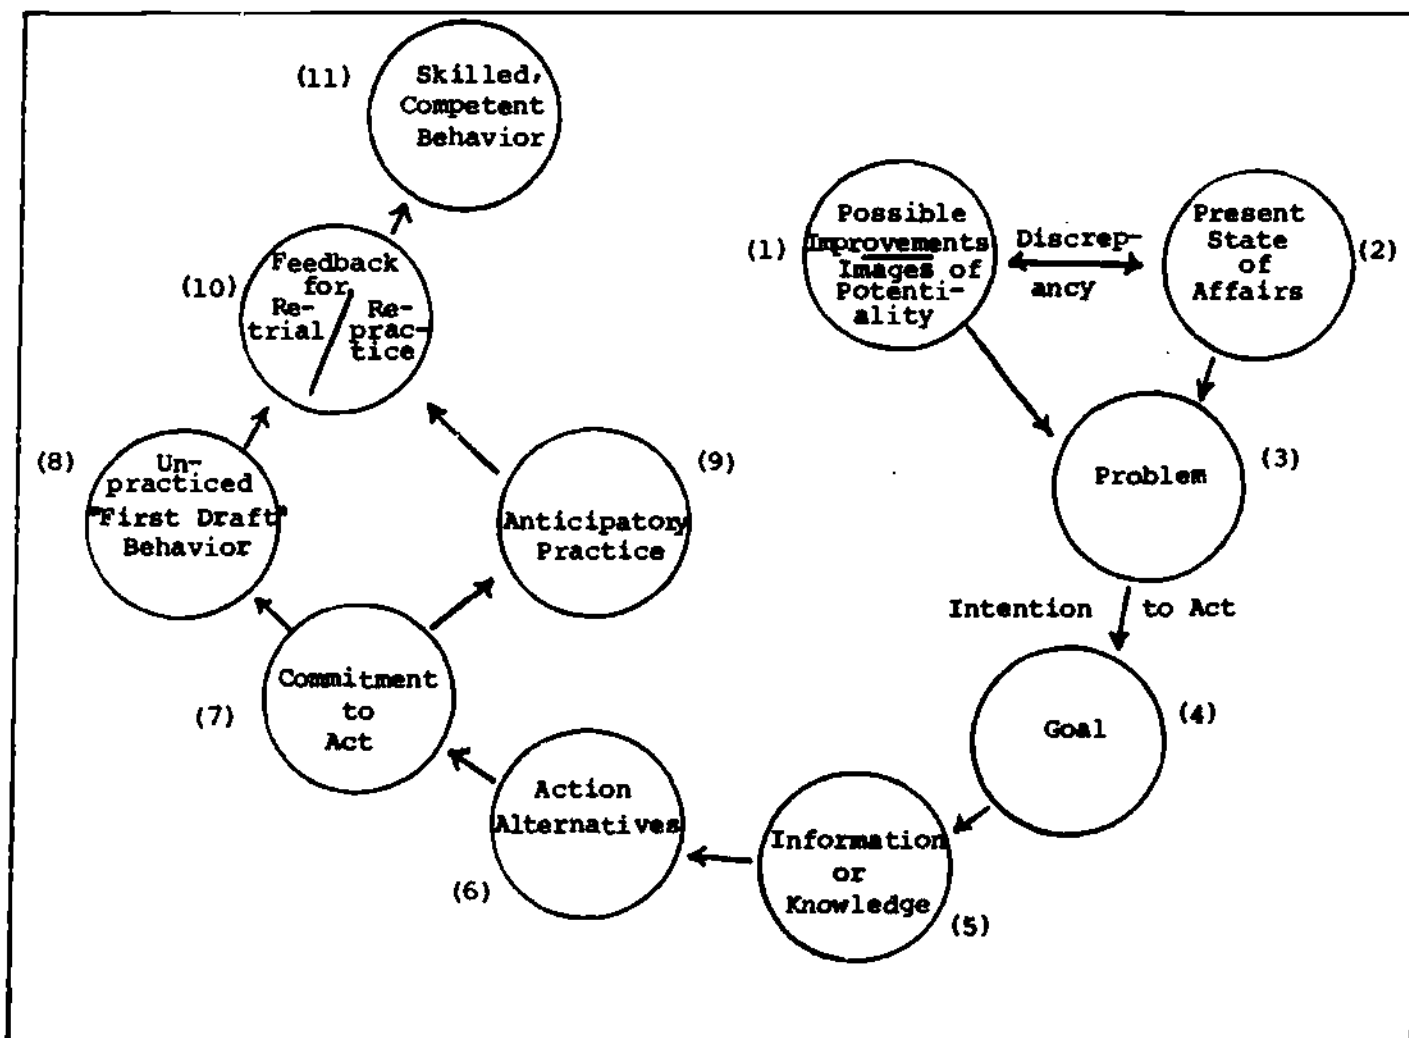 (11)
Skilled,
Competent
Behavior
(1)
Possible
Improvements
Images of
Potenti-
ality
Discrep-
ancy
Present
State
of
Affairs
(2)
(10)
Feedback
for
Re-
trial
Re-
prac-
tice
(8)
Un-
practiced
"First Draft"
Behavior
(9)
Anticipatory
Practice
(3)
Problem
Intention to Act
(7)
Commitment
to
Act
(4)
Goal
(6)
Action
Alternatives
(5)
Information
or
Knowledge